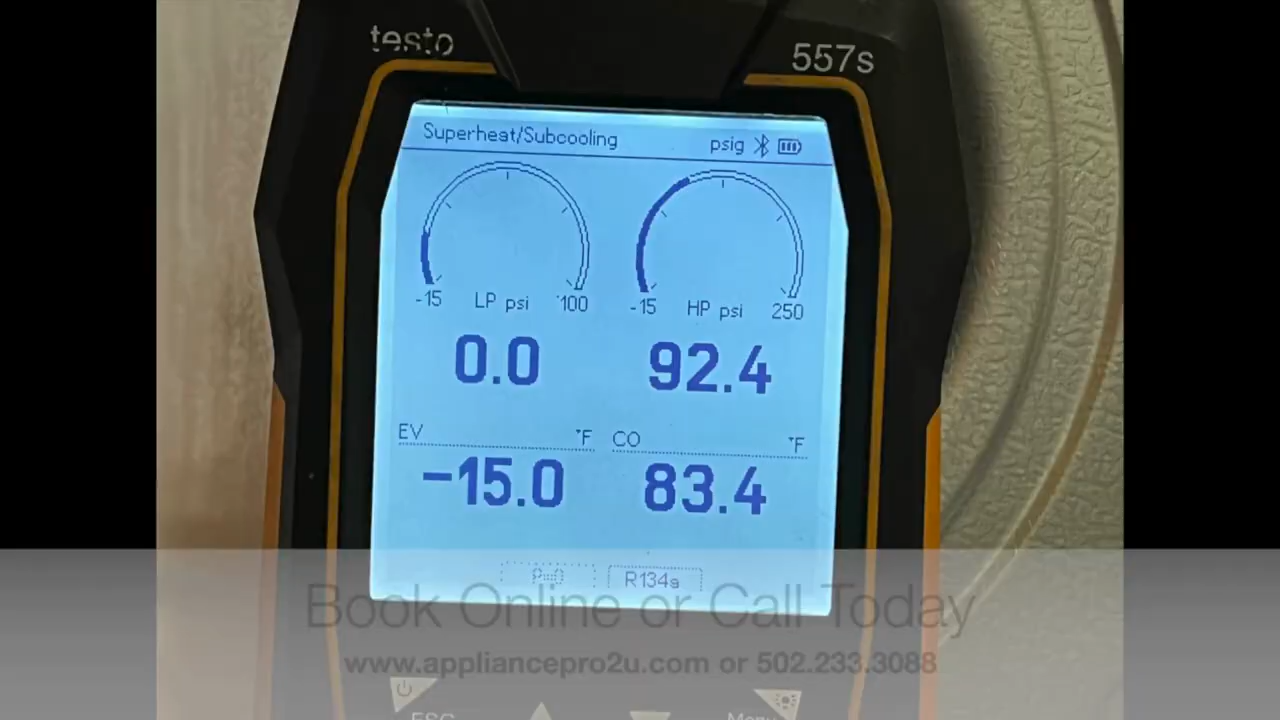 testo
557s
Superheat/Subcooling psig
-15 LP psi 100
-15 HP psi 250
0.0
92.4
EV °F
CO °F
-15.0
83.4
P=0 R134a
Book Online or Call Today
www.appliancepro2u.com or 502.233.3088
ESC
Menu